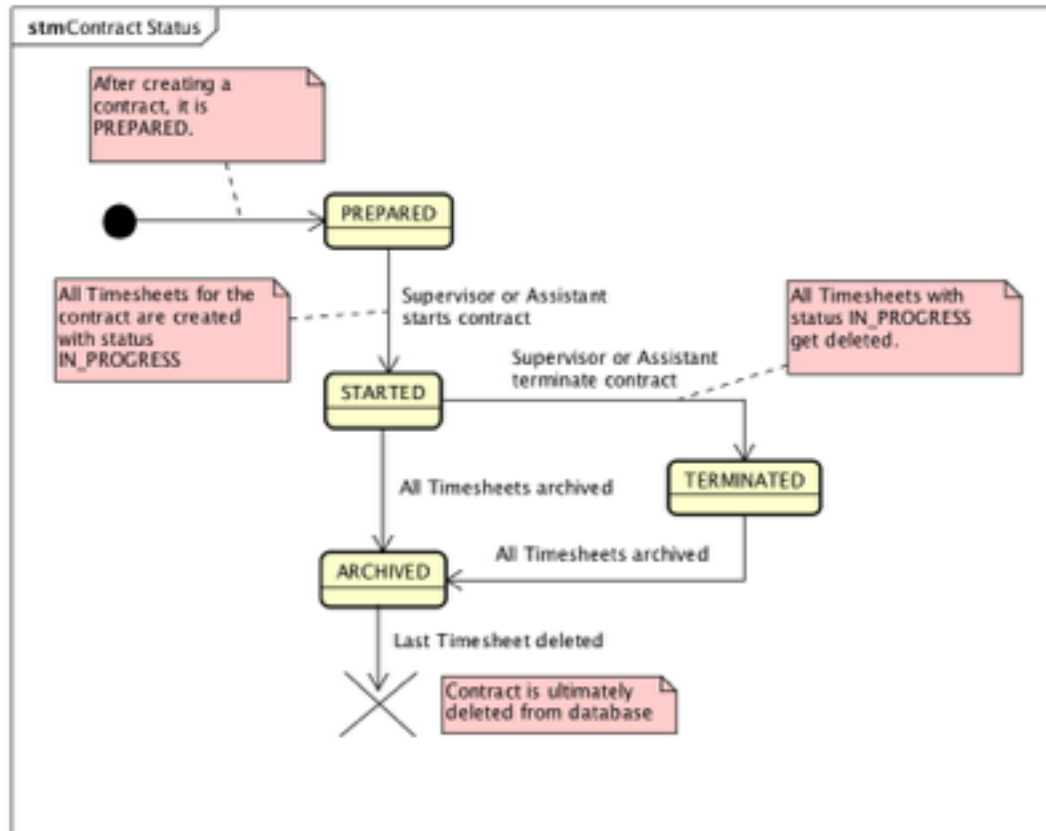 stmContract Status
After creating a
contract, it is
PREPARED.
PREPARED
All Timesheets for the
contract are created
with status
IN_PROGRESS
Supervisor or Assistant
starts contract
All Timesheets with
status IN_PROGRESS
get deleted.
Supervisor or Assistant
terminate contract
STARTED
TERMINATED
All Timesheets archived
All Timesheets archived
ARCHIVED
Last Timesheet deleted
Contract is ultimately
deleted from database